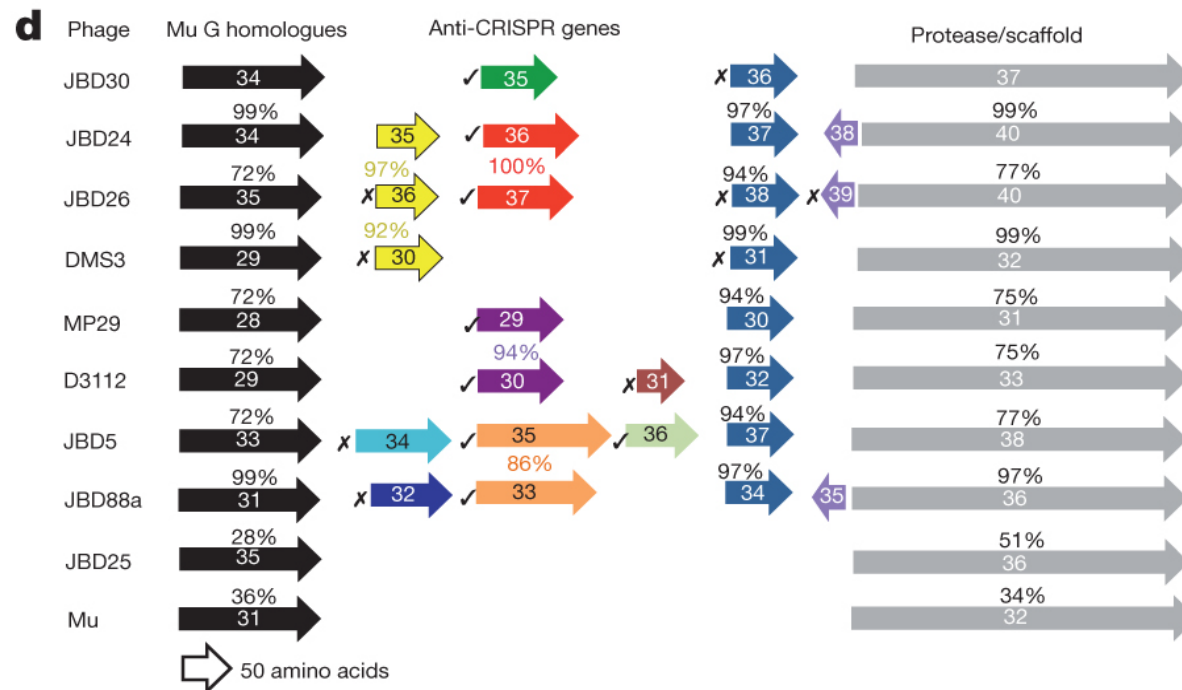 d Phage Mu G homologues Anti-CRISPR genes Protease/scaffold
JBD30 34 ✓ 35 ✗ 36 37
99% 97% 99%
JBD24 34 35 ✓ 36 37 38 40
72% 97% 100% 94% 77%
JBD26 35 ✗ 36 ✓ 37 ✗ 38 ✗ 39 40
99% 92% 99% 99%
DMS3 29 ✗ 30 ✗ 31 32
72% 94% 75%
MP29 28 ✓ 29 30 31
72% 94% 97% 75%
D3112 29 ✓ 30 ✗ 31 32 33
72% 94% 77%
JBD5 33 ✗ 34 ✓ 35 ✓ 36 37 38
99% 86% 97% 97%
JBD88a 31 ✗ 32 ✓ 33 34 35 36
28% 51%
JBD25 35 36
36% 34%
Mu 31 32
50 amino acids